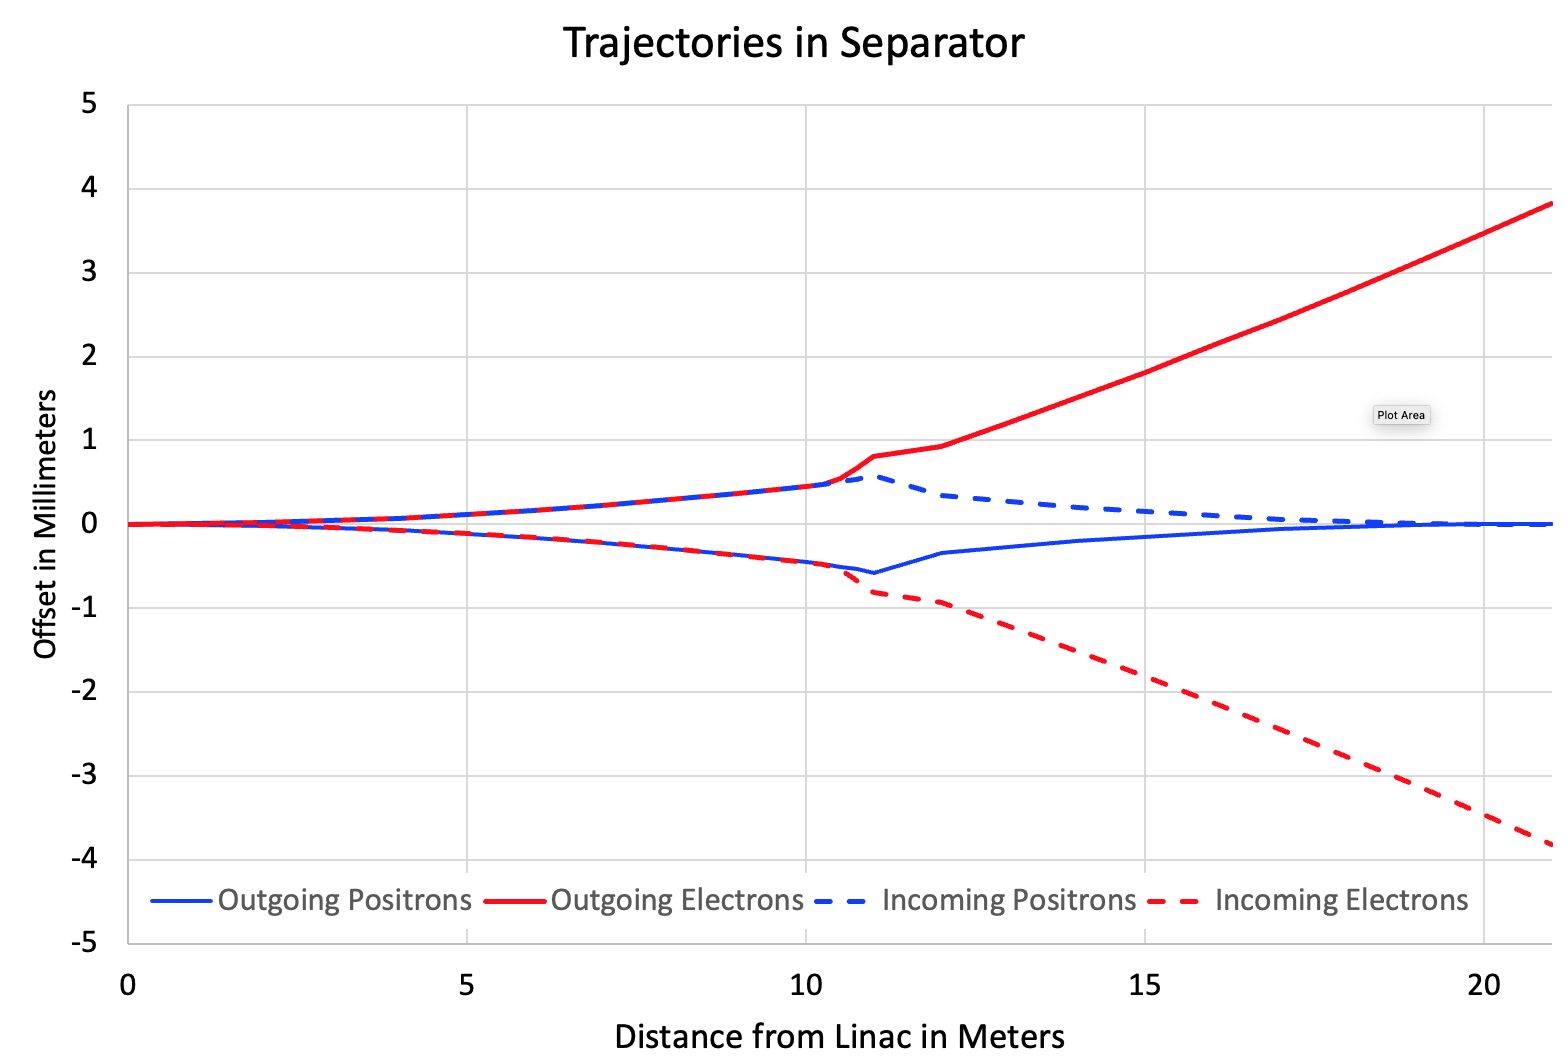 Trajectories in Separator
5
4
3
2
1
0
-1
-2
-3
-4
-5
Offset in Millimeters
Plot Area
Outgoing Positrons Outgoing Electrons Incoming Positrons Incoming Electrons
0 5 10 15 20
Distance from Linac in Meters